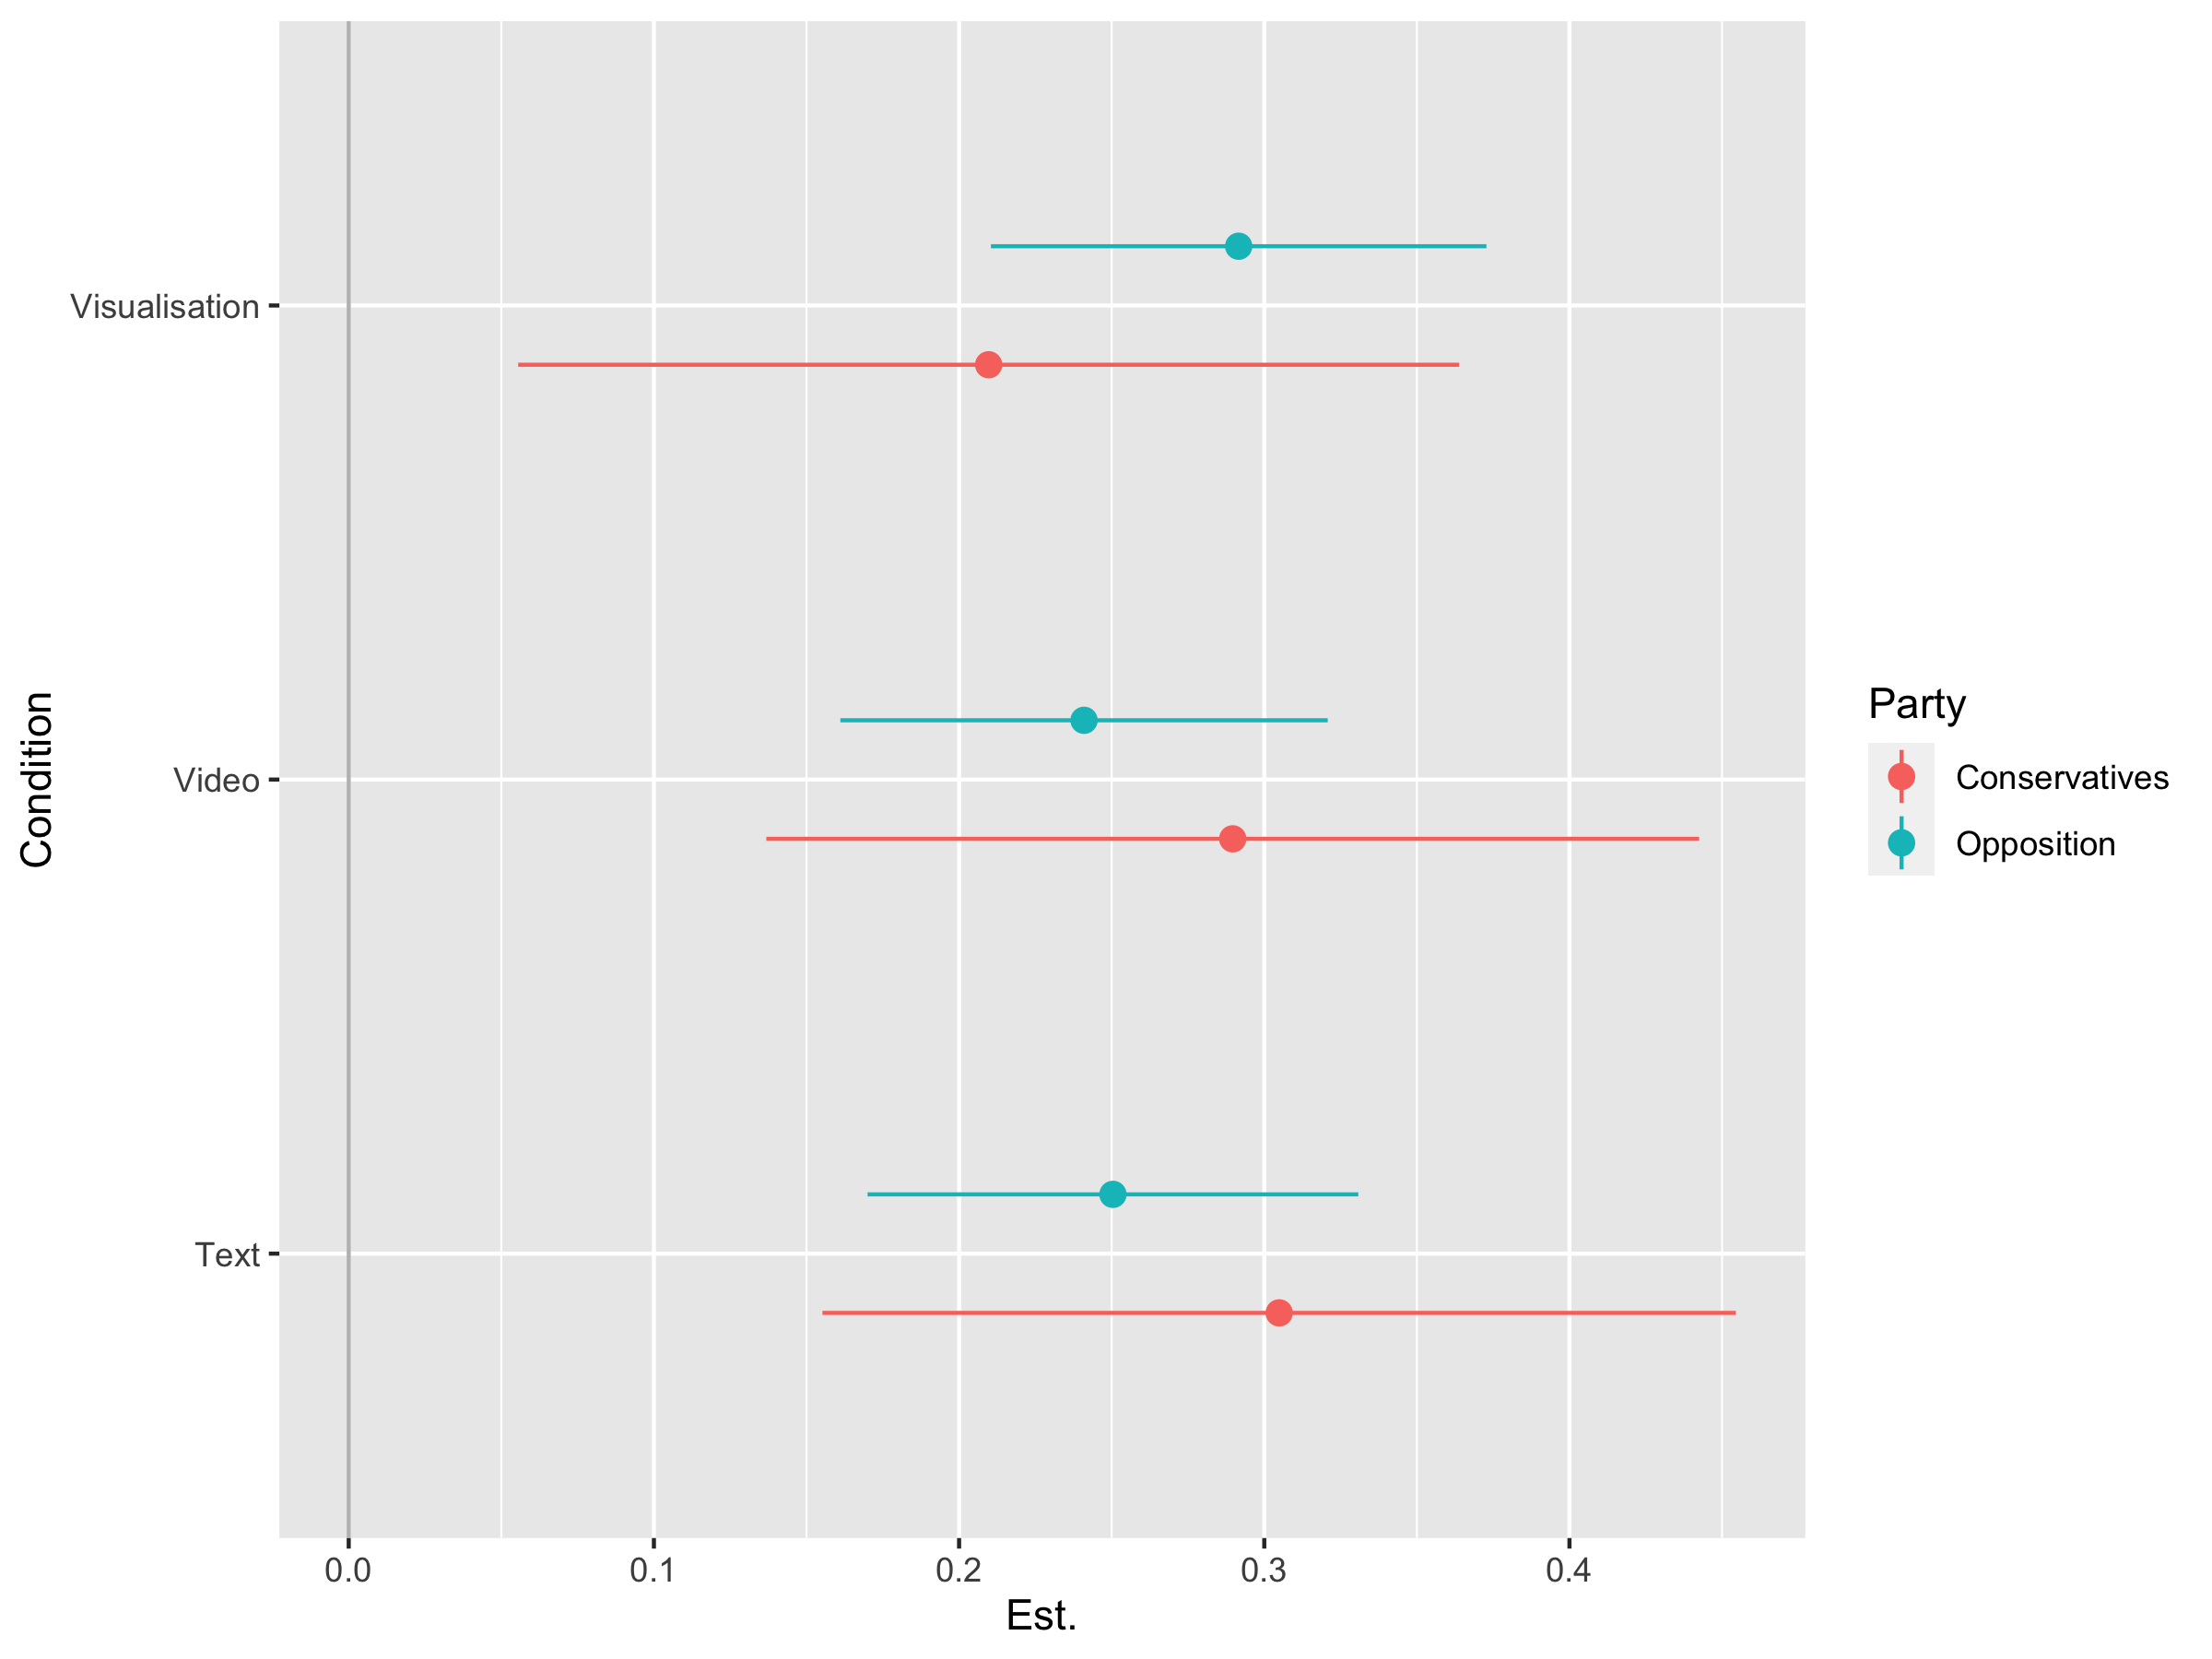 Condition
Visualisation
Video
Text
0.0 0.1 0.2 0.3 0.4
Est.
Party
Conservatives
Opposition